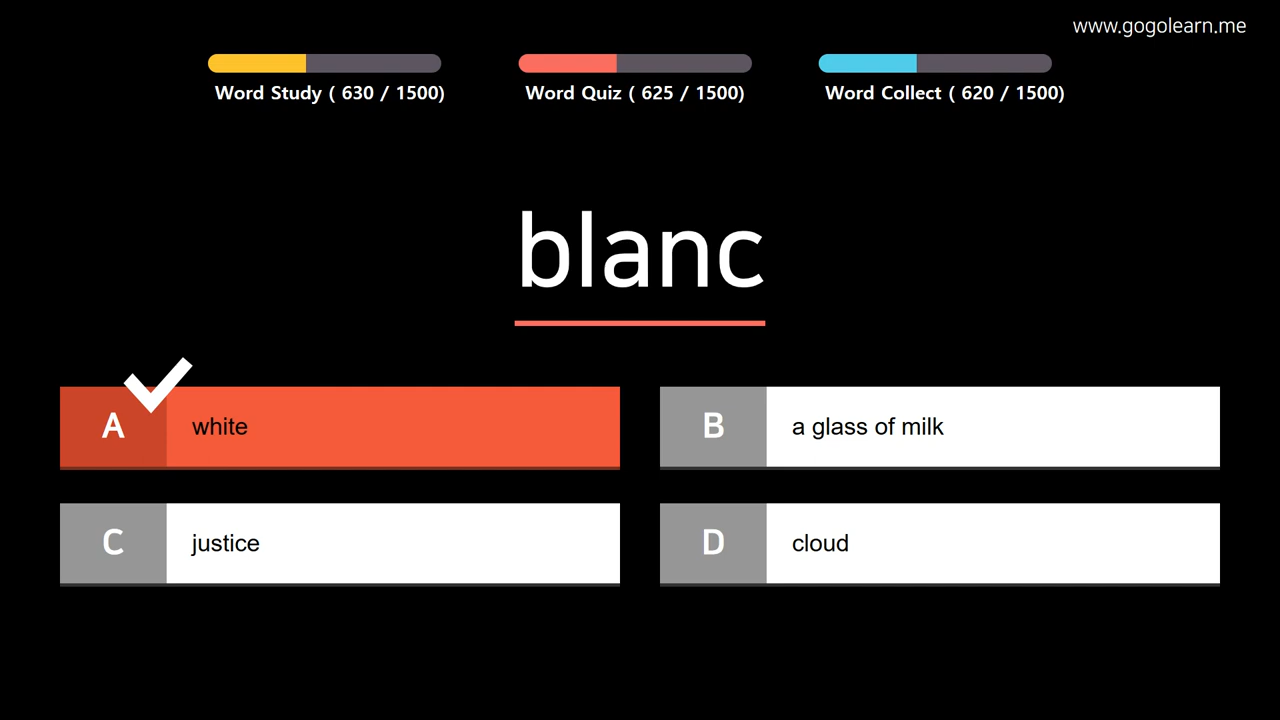 www.gogolearn.me
Word Study ( 630 / 1500)
Word Quiz ( 625 / 1500)
Word Collect ( 620 / 1500)
blanc
A white
B a glass of milk
C justice
D cloud